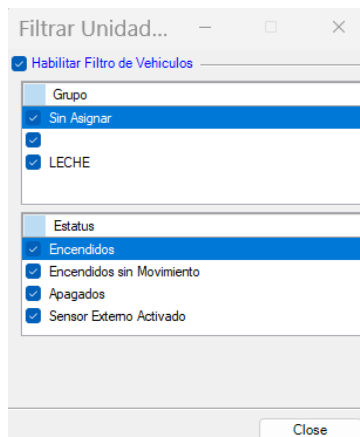 Filtrar Unidad...
Habilitar Filtro de Vehiculos
Grupo
Sin Asignar
LECHE
Estatus
Encendidos
Encendidos sin Movimiento
Apagados
Sensor Externo Activado
Close